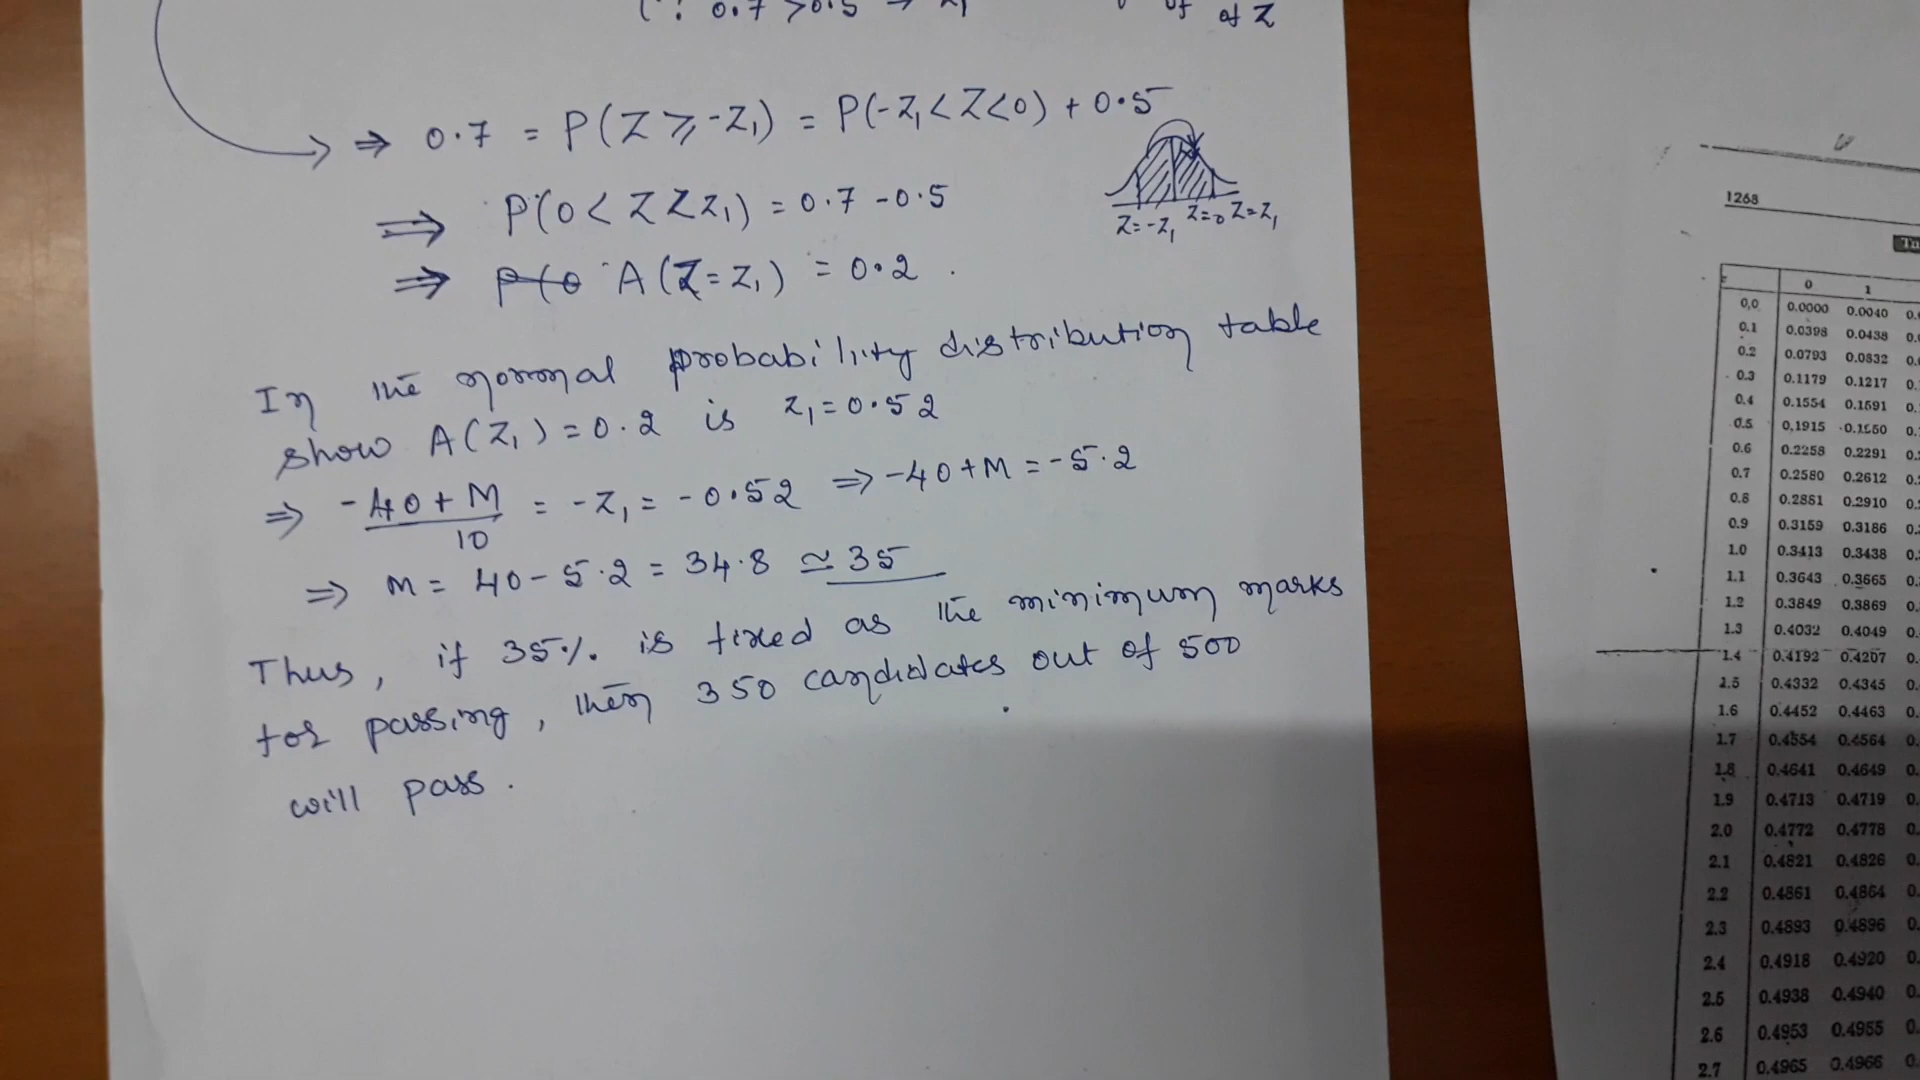 (∵ 0.7 > 0.5 of Z
⇒ 0.7 = P(Z ≥ -Z₁) = P(-Z₁ < Z < 0) + 0.5
⇒ P(0 < Z < Z₁) = 0.7 - 0.5
Z=-Z₁ Z=0 Z=Z₁
⇒ A(Z=Z₁) = 0.2 .
In the normal probability distribution table
show A(Z₁) = 0.2 is Z₁ = 0.52
⇒ (-40+M)/10 = -Z₁ = -0.52 ⇒ -40+M = -5.2
⇒ M = 40 - 5.2 = 34.8 ≃ 35
Thus, if 35% is fixed as the minimum marks
for passing, then 350 candidates out of 500
will pass.
1268
0 1
0,0 0.0000 0.0040
0.1 0.0398 0.0438
0.2 0.0793 0.0832
0.3 0.1179 0.1217
0.4 0.1554 0.1591
0.5 0,1915
0.6 0.2258 0.2291
0.7 0.2580 0.2612
0.8 0.2881 0.2910
0.9 0.3159 0.3186
1.0 0.3413 0.3438
1.1 0.3643 0.3665
1.2 0.3849 0.3869
1.3 0.4032 0.4049
1.4 0.4192 0.4207
1.5 0.4332 0.4345
1.6 0.4452 0.4463
1.7 0.4554 0.4564
1.8 0.4641 0.4649
1.9 0.4713 0.4719
2.0 0.4772 0.4778
2.1 0.4821 0.4826
2.2 0.4861 0.4864
2.3 0.4893 0.4896
2.4 0.4918 0.4920
2.5 0.4938 0.4940
2.6 0.4953 0.4955
2.7 0.4965 0.4966